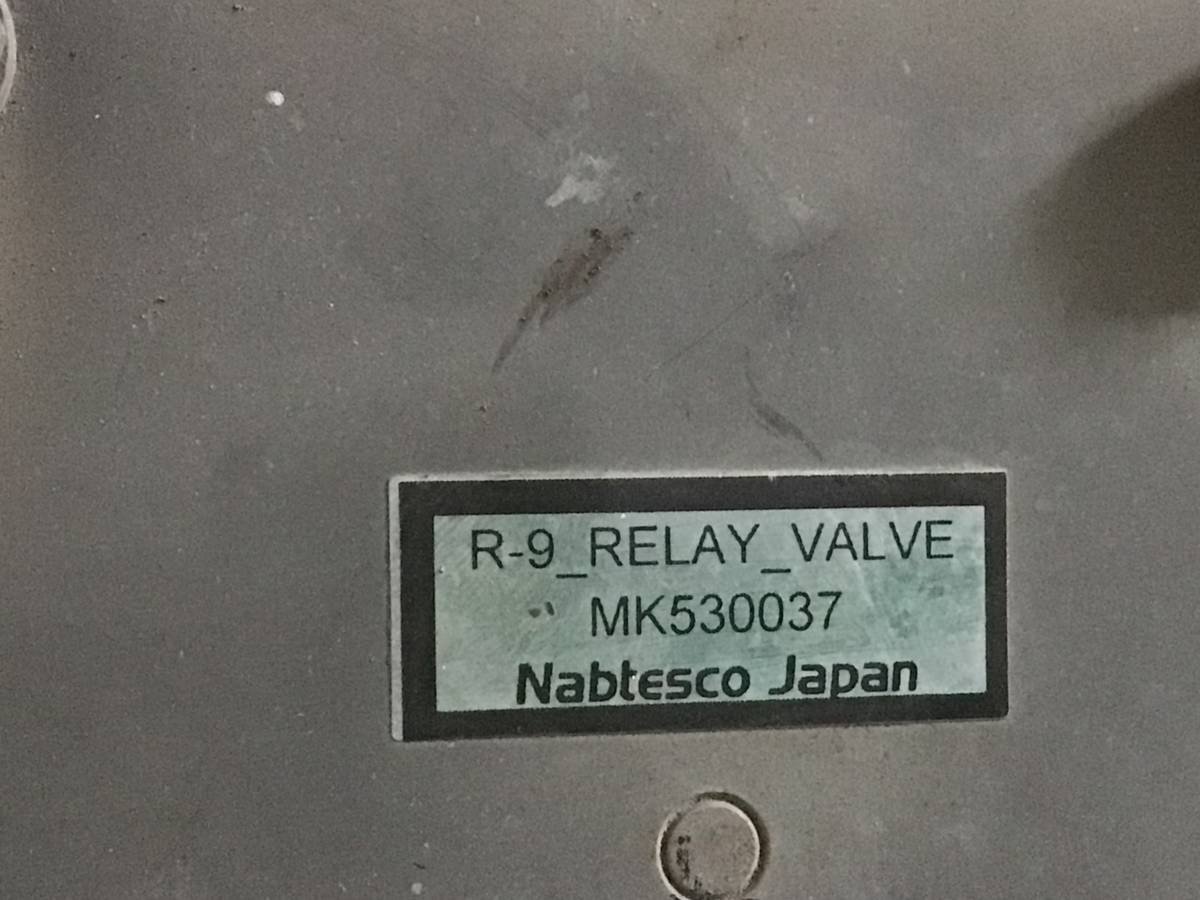 R-9_RELAY_VALVE
MK530037
Nabtesco Japan